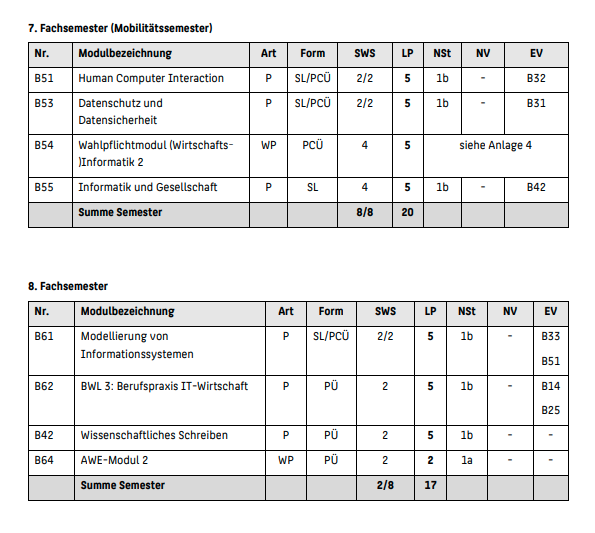 7. Fachsemester (Mobilitätssemester)
Nr. Modulbezeichnung Art Form SWS LP NSt NV EV
B51 Human Computer Interaction P SL/PCÜ 2/2 5 1b - B32
B53 Datenschutz und P SL/PCÜ 2/2 5 1b - B31
Datensicherheit
B54 Wahlpflichtmodul (Wirtschafts- WP PCÜ 4 5 siehe Anlage 4
)Informatik 2
B55 Informatik und Gesellschaft P SL 4 5 1b - B42
Summe Semester 8/8 20
8. Fachsemester
Nr. Modulbezeichnung Art Form SWS LP NSt NV EV
B61 Modellierung von P SL/PCÜ 2/2 5 1b - B33
Informationssystemen
B51
B62 BWL 3: Berufspraxis IT-Wirtschaft P PÜ 2 5 1b - B14
B25
B42 Wissenschaftliches Schreiben P PÜ 2 5 1b - -
B64 AWE-Modul 2 WP PÜ 2 2 1a - -
Summe Semester 2/8 17